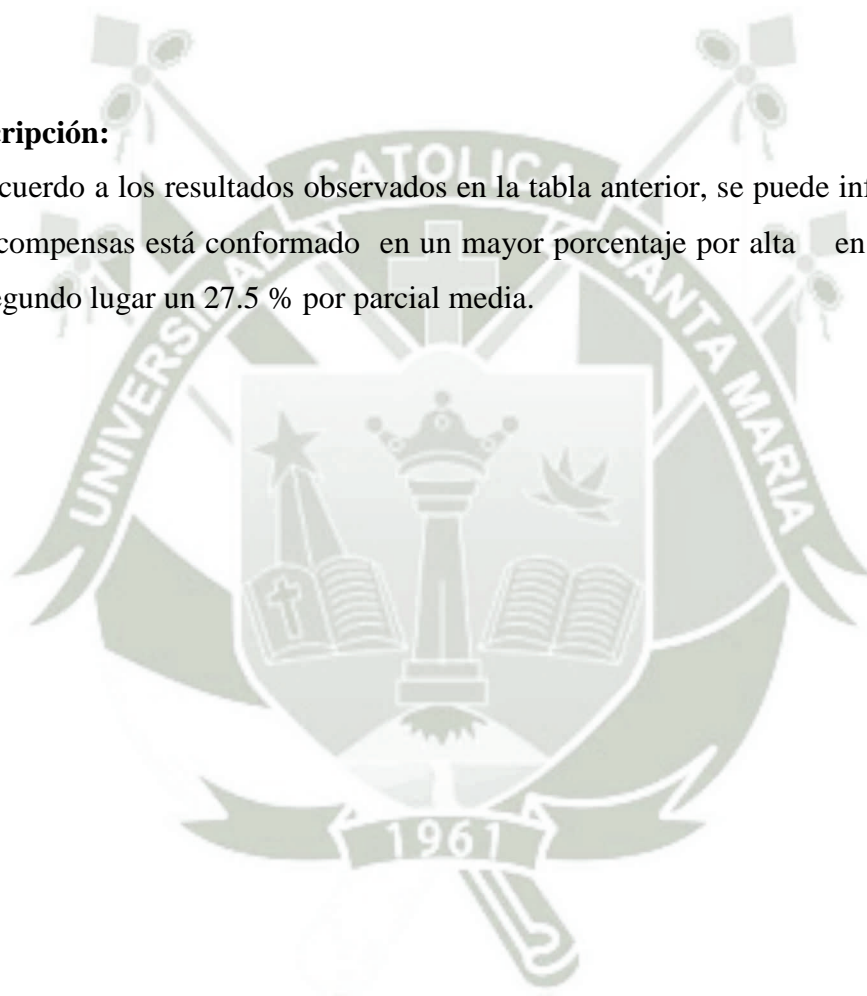 cripción:
cuerdo a los resultados observados en la tabla anterior, se puede inf
compensas está conformado en un mayor porcentaje por alta en
egundo lugar un 27.5 % por parcial media.
UNIVERSIDAD CATOLICA SANTA MARIA
1961